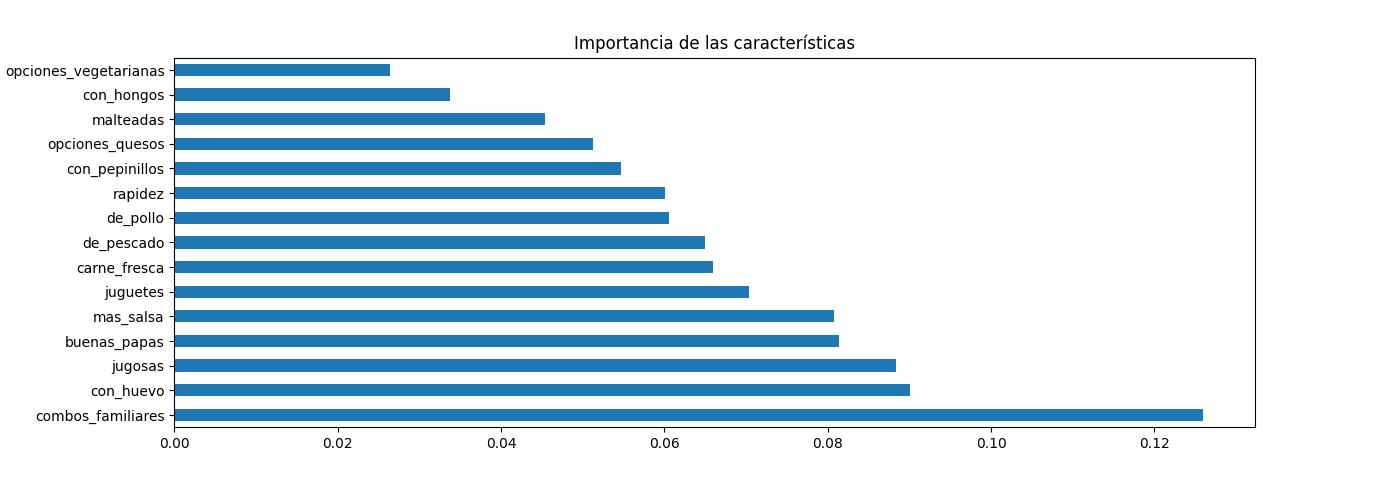 Importancia de las características
opciones_vegetarianas
con_hongos
malteadas
opciones_quesos
con_pepinillos
rapidez
de_pollo
de_pescado
carne_fresca
juguetes
mas_salsa
buenas_papas
jugosas
con_huevo
combos_familiares
0.00 0.02 0.04 0.06 0.08 0.10 0.12